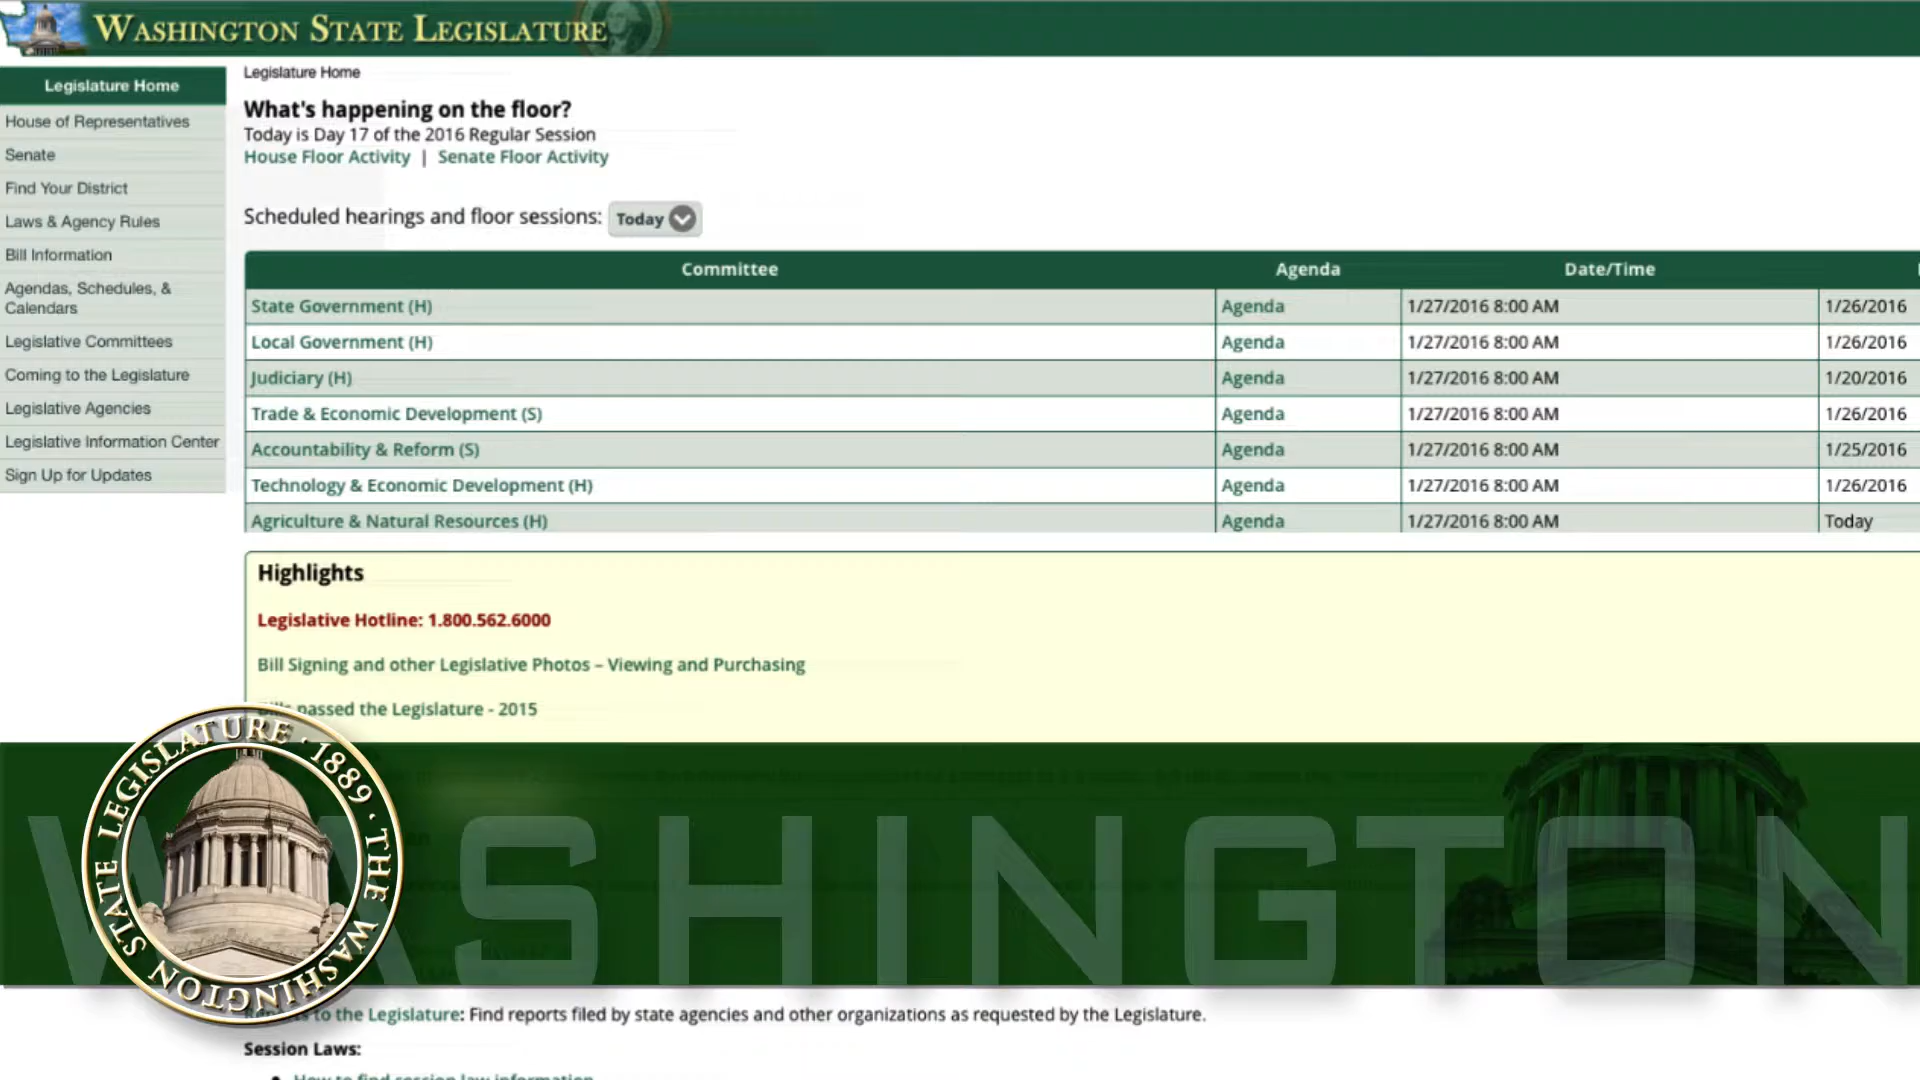 WASHINGTON STATE LEGISLATURE
Legislature Home
House of Representatives
Senate
Find Your District
Laws & Agency Rules
Bill Information
Agendas, Schedules, &
Calendars
Legislative Committees
Coming to the Legislature
Legislative Agencies
Legislative Information Center
Sign Up for Updates
Legislature Home
What's happening on the floor?
Today is Day 17 of the 2016 Regular Session
House Floor Activity | Senate Floor Activity
Scheduled hearings and floor sessions: Today
Committee Agenda Date/Time
State Government (H) Agenda 1/27/2016 8:00 AM 1/26/2016
Local Government (H) Agenda 1/27/2016 8:00 AM 1/26/2016
Judiciary (H) Agenda 1/27/2016 8:00 AM 1/20/2016
Trade & Economic Development (S) Agenda 1/27/2016 8:00 AM 1/26/2016
Accountability & Reform (S) Agenda 1/27/2016 8:00 AM 1/25/2016
Technology & Economic Development (H) Agenda 1/27/2016 8:00 AM 1/26/2016
Agriculture & Natural Resources (H) Agenda 1/27/2016 8:00 AM Today
Highlights
Legislative Hotline: 1.800.562.6000
Bill Signing and other Legislative Photos – Viewing and Purchasing
passed the Legislature - 2015
THE WASHINGTON STATE LEGISLATURE · 1889 ·
WASHINGTON
to the Legislature: Find reports filed by state agencies and other organizations as requested by the Legislature.
Session Laws:
How to find session law information